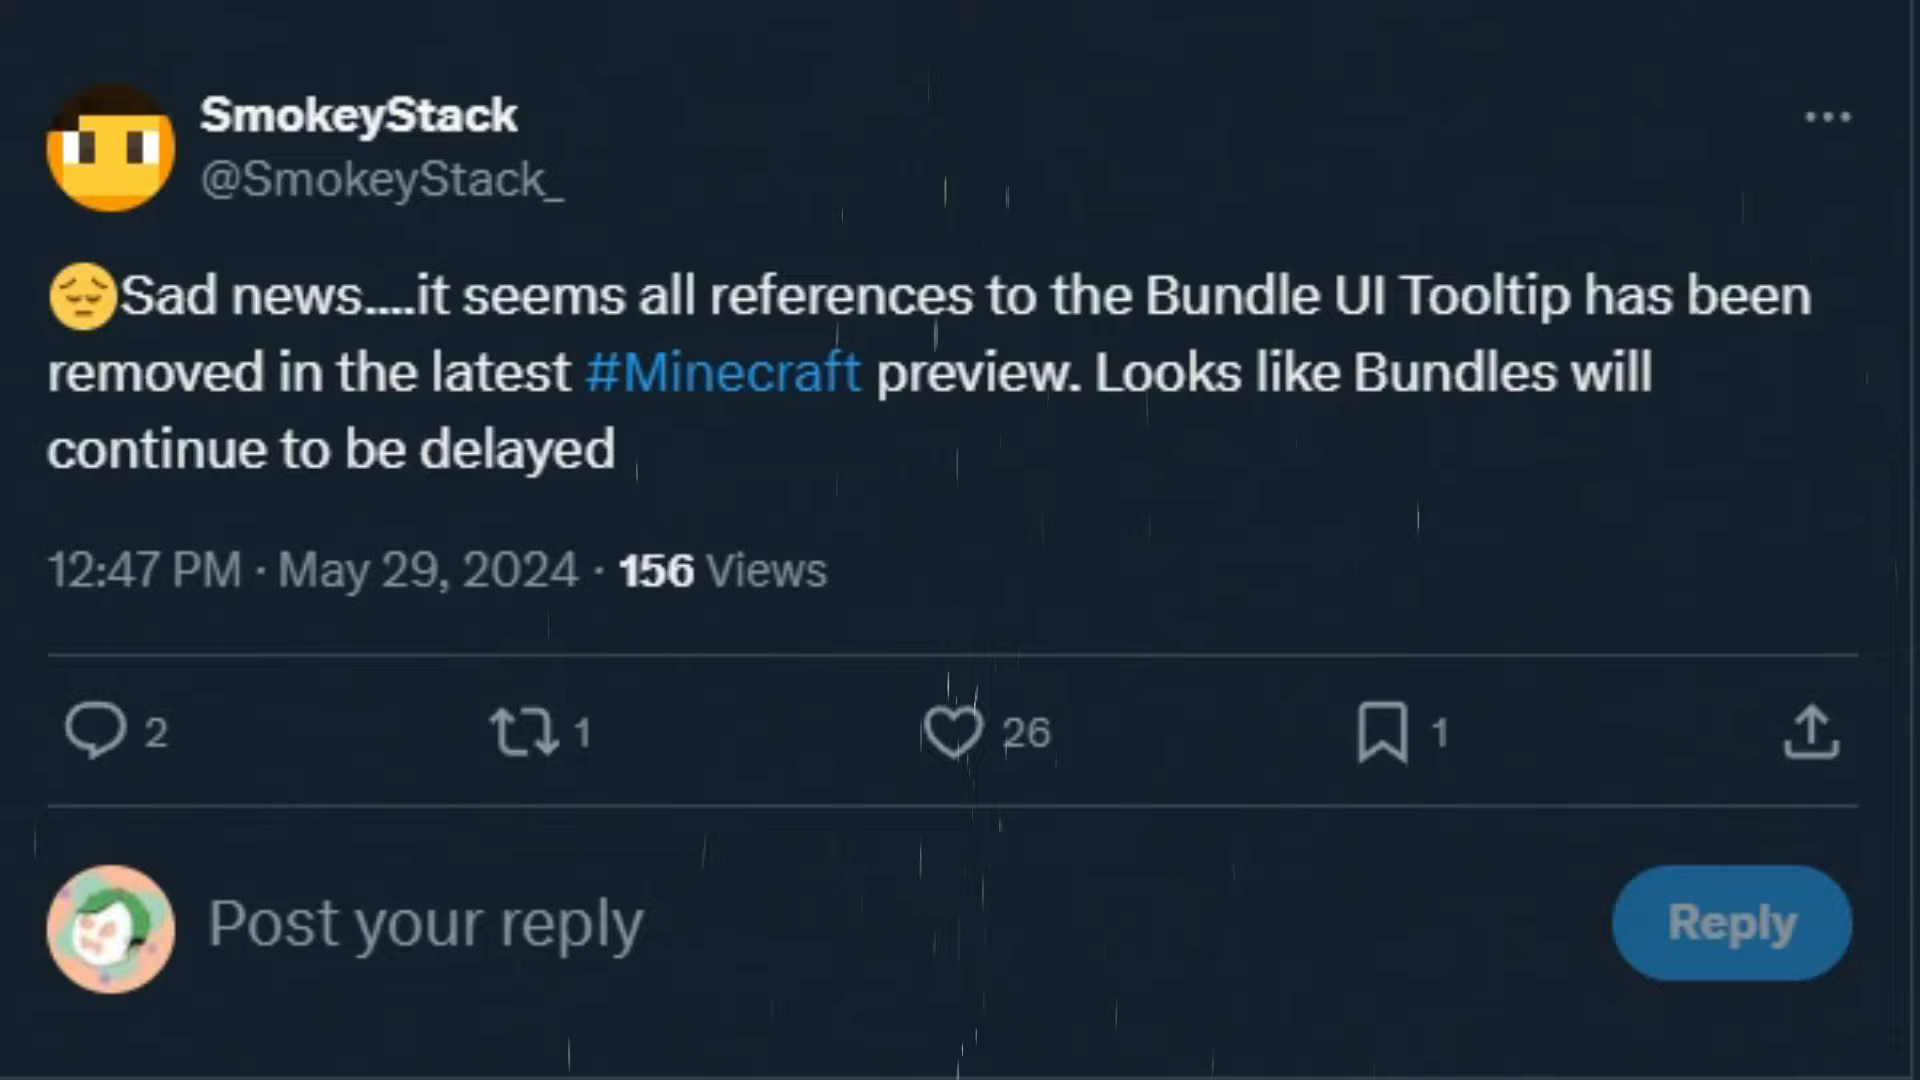 SmokeyStack
@SmokeyStack_
😔Sad news....it seems all references to the Bundle UI Tooltip has been
removed in the latest #Minecraft preview. Looks like Bundles will
continue to be delayed
12:47 PM · May 29, 2024 · 156 Views
2 1 26 1
Post your reply
Reply